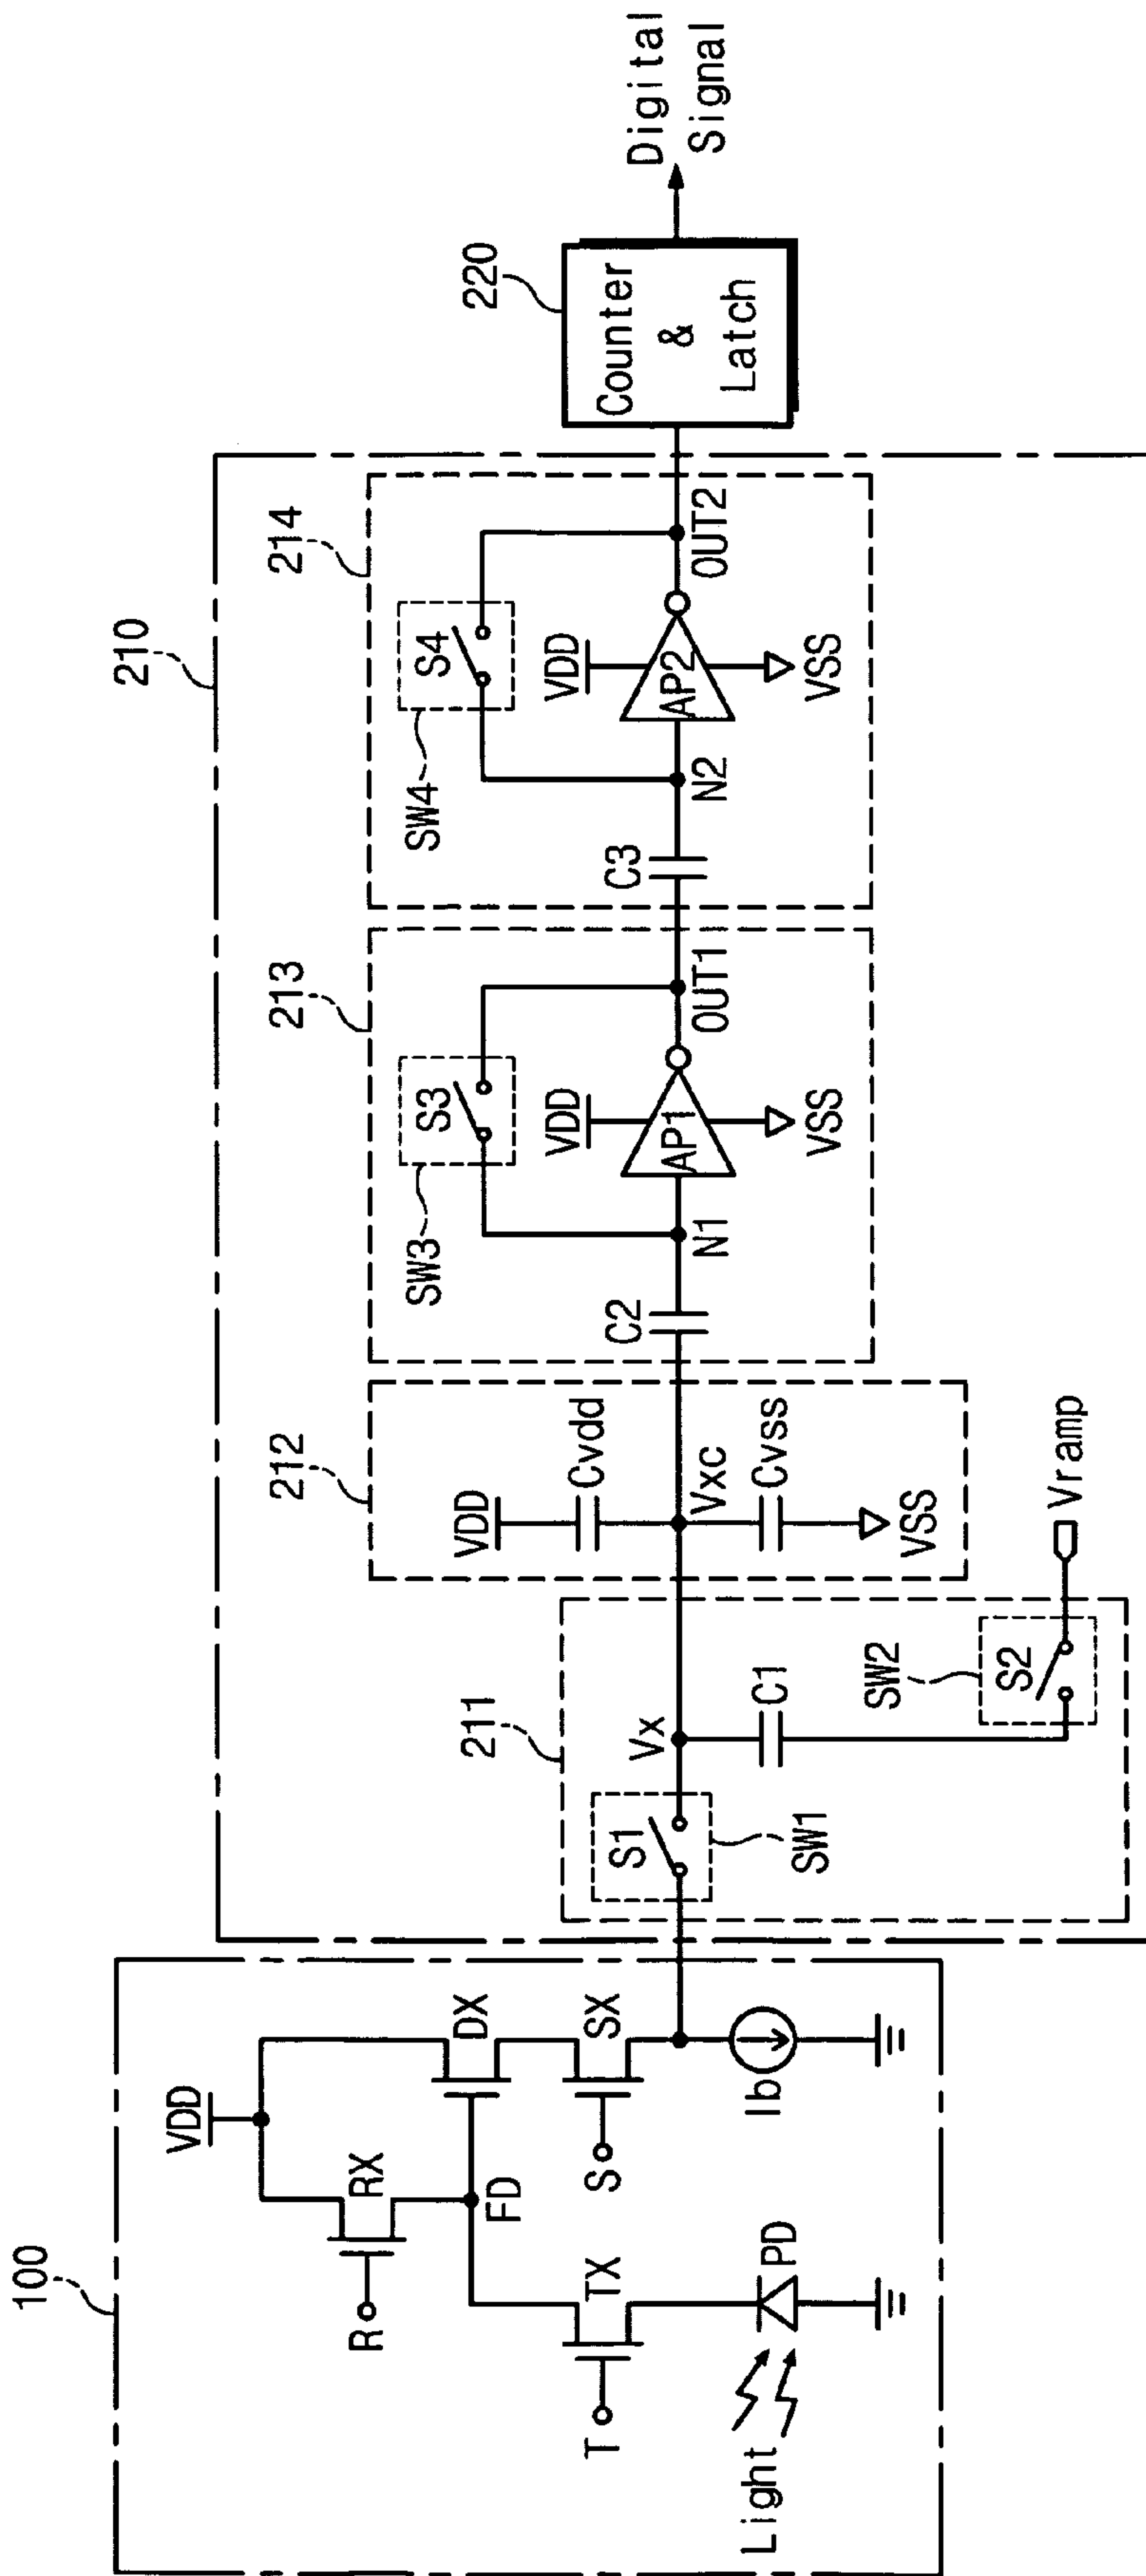 100
VDD
R
RX
DX
FD
S
SX
T
TX
Light
PD
Ib
210
211
S1
SW1
Vx
C1
SW2
S2
Vramp
212
VDD
Cvdd
Vxc
Cvss
VSS
213
SW3
S3
VDD
C2
N1
AP1
OUT1
VSS
214
SW4
S4
VDD
C3
N2
AP2
OUT2
VSS
220
Counter
&
Latch
Digital
Signal